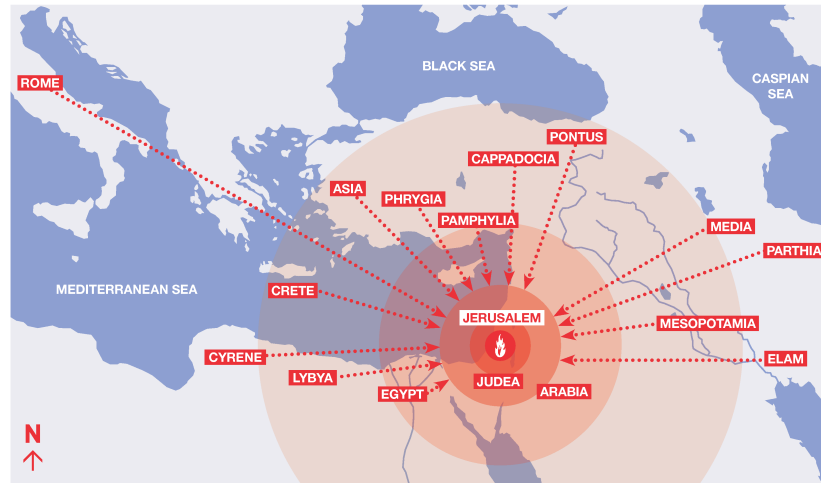 BLACK SEA
CASPIAN
SEA
ROME
PONTUS
CAPPADOCIA
ASIA
PHRYGIA
PAMPHYLIA
MEDIA
PARTHIA
MEDITERRANEAN SEA
CRETE
JERUSALEM
MESOPOTAMIA
CYRENE
ELAM
LYBYA
JUDEA
EGYPT
ARABIA
N